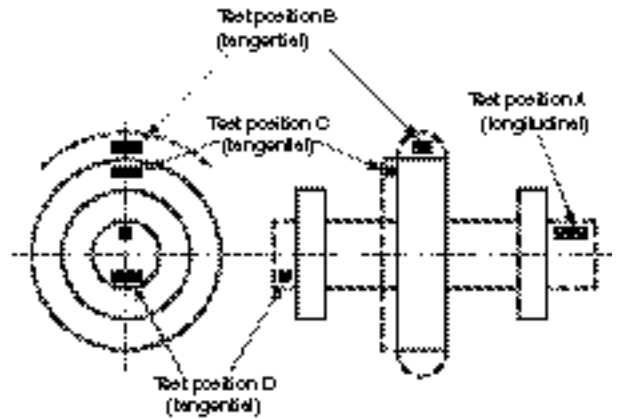 Test position B
(tangential)
Test position A
(longitudinal)
Test position C
(tangential)
Test position D
(tangential)